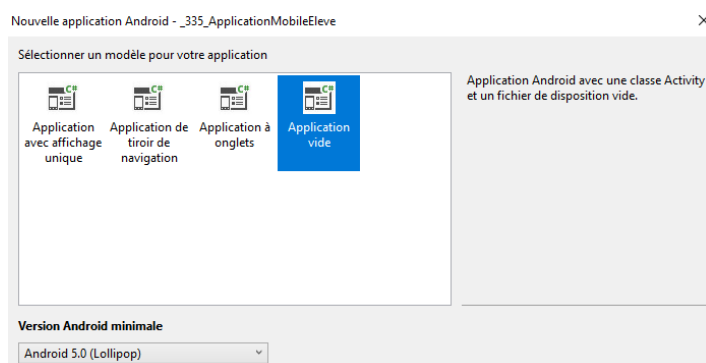 Nouvelle application Android - _335_ApplicationMobileEleve
Sélectionner un modèle pour votre application
C#
C#
C#
C#
Application
avec affichage
unique
Application de
tiroir de
navigation
Application à
onglets
Application
vide
Application Android avec une classe Activity
et un fichier de disposition vide.
Version Android minimale
Android 5.0 (Lollipop)